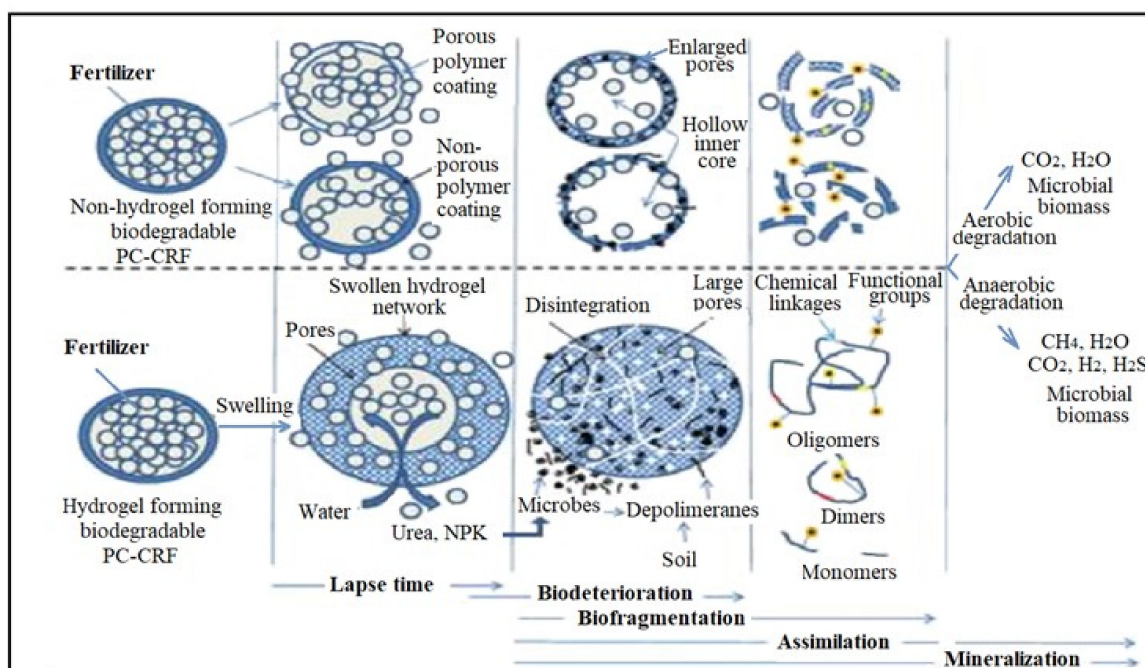 Fertilizer
Non-hydrogel forming
biodegradable
PC-CRF
Porous
polymer
coating
Non-
porous
polymer
coating
Enlarged
pores
Hollow
inner
core
CO2, H2O
Microbial
biomass
Aerobic
degradation
Anaerobic
degradation
CH4, H2O
CO2, H2, H2S
Microbial
biomass
Fertilizer
Hydrogel forming
biodegradable
PC-CRF
Swelling
Swollen hydrogel
network
Pores
Water
Urea, NPK
Disintegration
Large
pores
Microbes
Depolimeranes
Soil
Chemical
linkages
Functional
groups
Oligomers
Dimers
Monomers
Lapse time
Biodeterioration
Biofragmentation
Assimilation
Mineralization